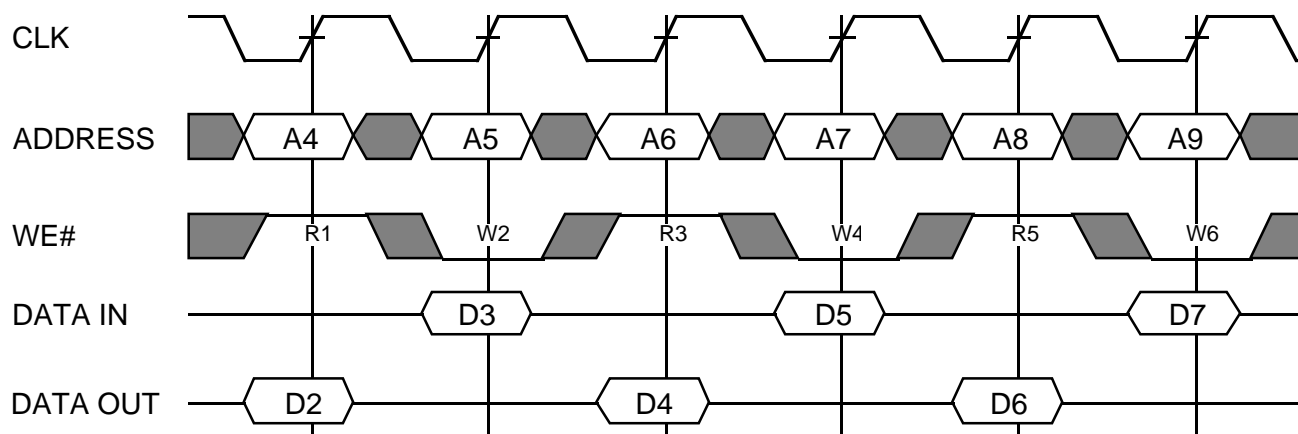 CLK
ADDRESS A4 A5 A6 A7 A8 A9
WE# R1 W2 R3 W4 R5 W6
DATA IN D3 D5 D7
DATA OUT D2 D4 D6